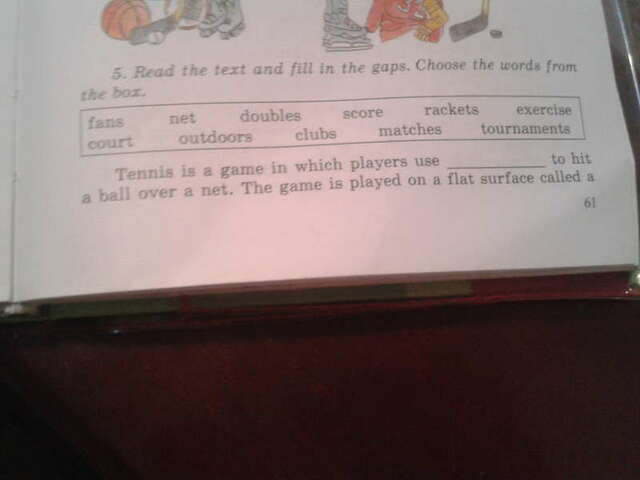 5. Read the text and fill in the gaps. Choose the words from
the box.
fans net doubles score rackets exercise
court outdoors clubs matches tournaments
Tennis is a game in which players use __________ to hit
a ball over a net. The game is played on a flat surface called a
61